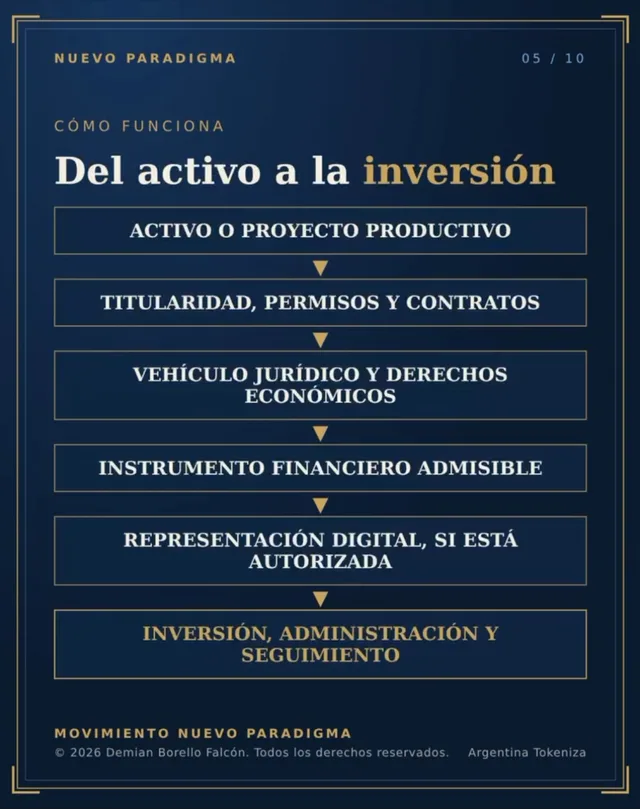 NUEVO PARADIGMA
05 / 10
CÓMO FUNCIONA
Del activo a la inversión
ACTIVO O PROYECTO PRODUCTIVO
TITULARIDAD, PERMISOS Y CONTRATOS
VEHÍCULO JURÍDICO Y DERECHOS
ECONÓMICOS
INSTRUMENTO FINANCIERO ADMISIBLE
REPRESENTACIÓN DIGITAL, SI ESTÁ
AUTORIZADA
INVERSIÓN, ADMINISTRACIÓN Y
SEGUIMIENTO
MOVIMIENTO NUEVO PARADIGMA
© 2026 Demian Borello Falcón. Todos los derechos reservados.
Argentina Tokeniza